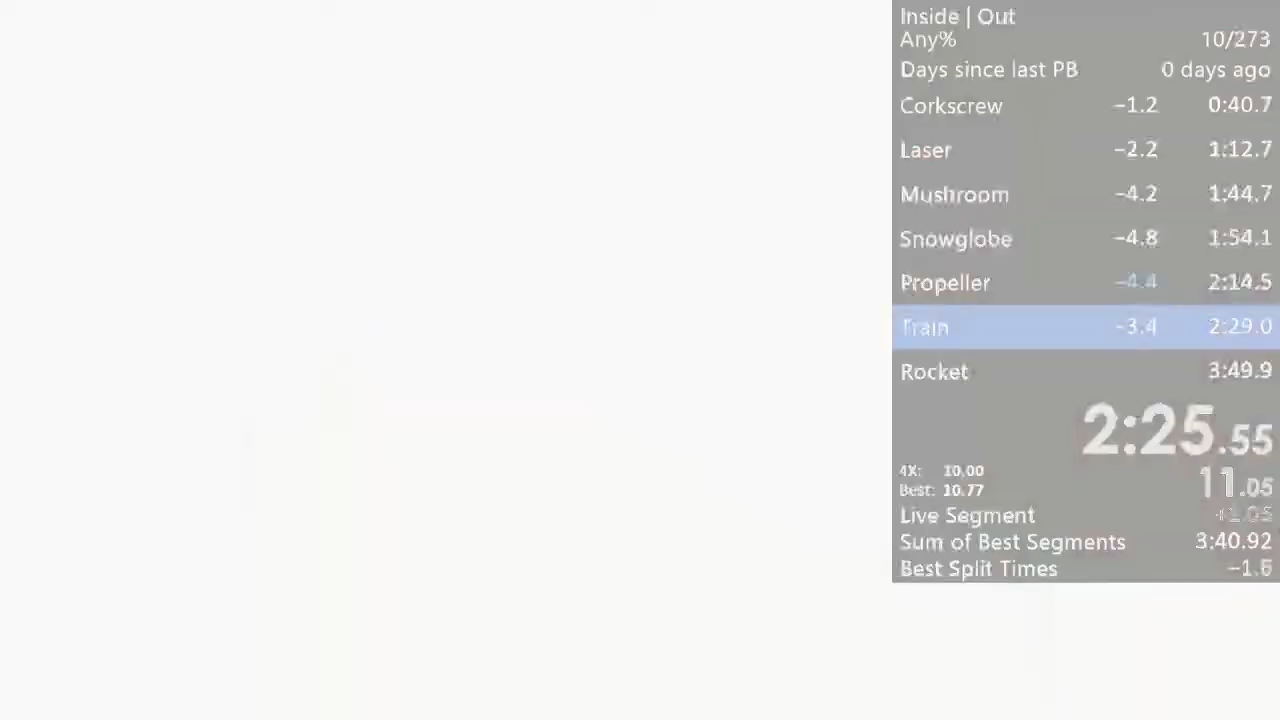 Inside | Out
Any% 10/273
Days since last PB 0 days ago
Corkscrew −1.2 0:40.7
Laser −2.2 1:12.7
Mushroom −4.2 1:44.7
Snowglobe −4.8 1:54.1
Propeller −4.4 2:14.5
Train −3.4 2:29.0
Rocket 3:49.9
2:25.55
4X: 10.00
Best: 10.77
11.05
Live Segment +1.05
Sum of Best Segments 3:40.92
Best Split Times